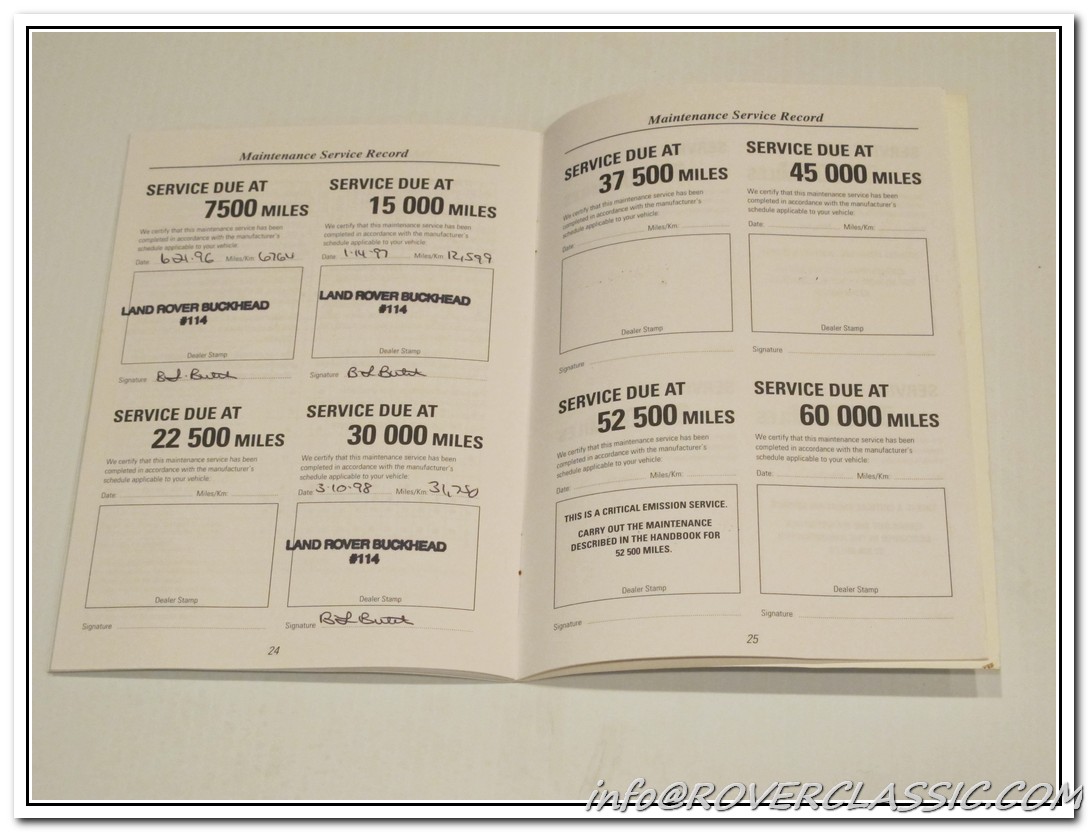 Maintenance Service Record
SERVICE DUE AT
7500 MILES
We certify that this maintenance service has been
completed in accordance with the manufacturer's
schedule applicable to your vehicle:
Date 6·21·96 Miles/Km 6764
LAND ROVER BUCKHEAD
#114
Dealer Stamp
Signature
SERVICE DUE AT
15 000 MILES
We certify that this maintenance service has been
completed in accordance with the manufacturer's
schedule applicable to your vehicle:
Date: 1·14·97 Miles/Km: 12,599
LAND ROVER BUCKHEAD
#114
Dealer Stamp
Signature
SERVICE DUE AT
22 500 MILES
We certify that this maintenance service has been
completed in accordance with the manufacturer's
schedule applicable to your vehicle:
Date: Miles/Km:
Dealer Stamp
Signature
SERVICE DUE AT
30 000 MILES
We certify that this maintenance service has been
completed in accordance with the manufacturer's
schedule applicable to your vehicle:
Date 3·10·98 Miles/Km: 31,750
LAND ROVER BUCKHEAD
#114
Dealer Stamp
Signature
24
Maintenance Service Record
SERVICE DUE AT
37 500 MILES
We certify that this maintenance service has been
completed in accordance with the manufacturer's
schedule applicable to your vehicle:
Date: Miles/Km:
Dealer Stamp
Signature
SERVICE DUE AT
45 000 MILES
We certify that this maintenance service has been
completed in accordance with the manufacturer's
schedule applicable to your vehicle:
Date: Miles/Km:
Dealer Stamp
Signature
SERVICE DUE AT
52 500 MILES
We certify that this maintenance service has been
completed in accordance with the manufacturer's
schedule applicable to your vehicle:
Date: Miles/Km:
THIS IS A CRITICAL EMISSION SERVICE.
CARRY OUT THE MAINTENANCE
DESCRIBED IN THE HANDBOOK FOR
52 500 MILES.
Dealer Stamp
Signature
SERVICE DUE AT
60 000 MILES
We certify that this maintenance service has been
completed in accordance with the manufacturer's
schedule applicable to your vehicle:
Date: Miles/Km:
Dealer Stamp
Signature
25
info@ROVERCLASSIC.COM